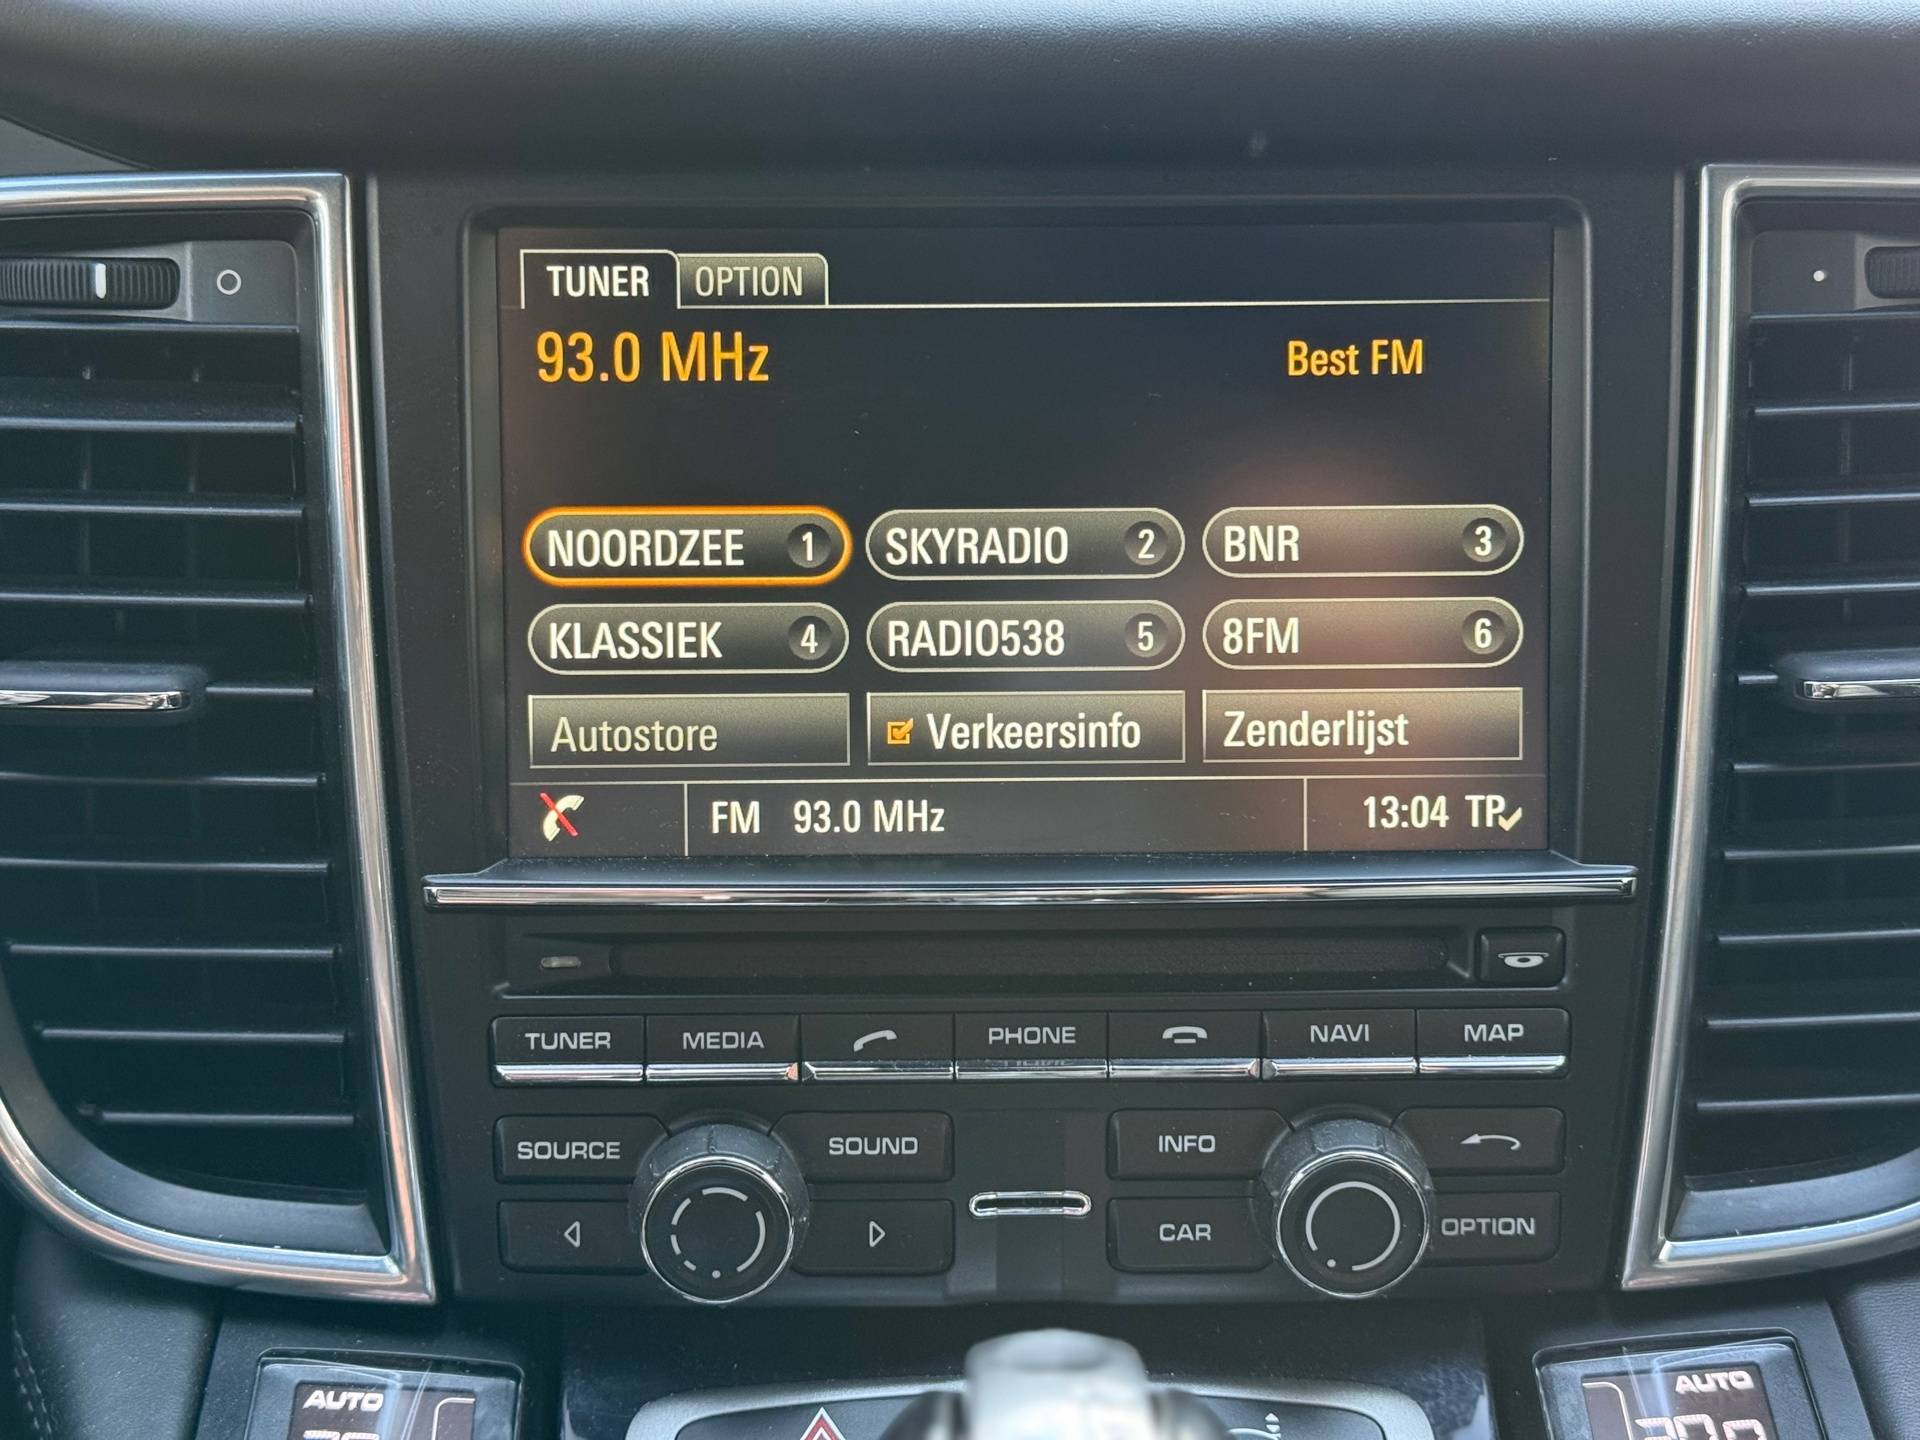 TUNER OPTION
93.0 MHz Best FM
NOORDZEE 1 SKYRADIO 2 BNR 3
KLASSIEK 4 RADIO538 5 8FM 6
Autostore Verkeersinfo Zenderlijst
FM 93.0 MHz 13:04 TP
TUNER MEDIA PHONE NAVI MAP
SOURCE SOUND INFO
CAR OPTION
AUTO AUTO